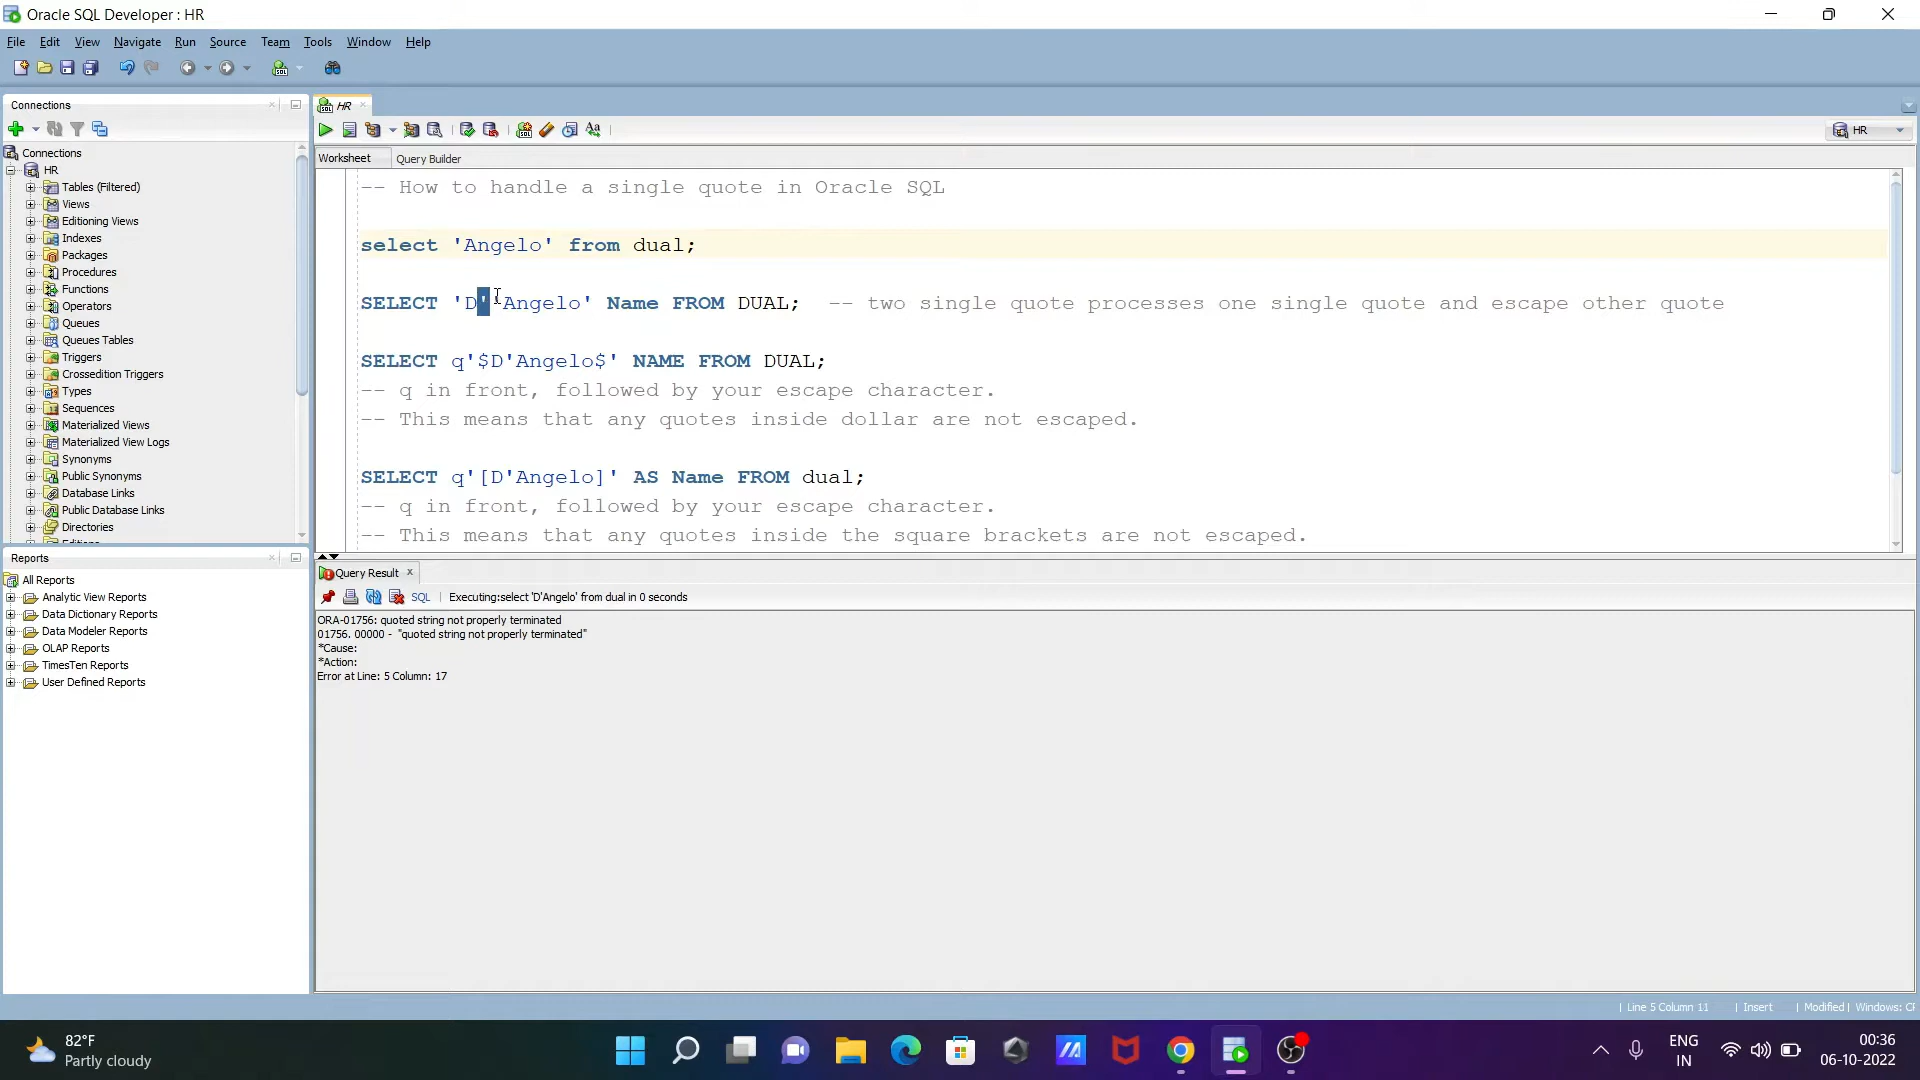 Oracle SQL Developer : HR
File Edit View Navigate Run Source Team Tools Window Help
Connections
Connections
HR
Tables (Filtered)
Views
Editioning Views
Indexes
Packages
Procedures
Functions
Operators
Queues
Queues Tables
Triggers
Crossedition Triggers
Types
Sequences
Materialized Views
Materialized View Logs
Synonyms
Public Synonyms
Database Links
Public Database Links
Directories
Reports
All Reports
Analytic View Reports
Data Dictionary Reports
Data Modeler Reports
OLAP Reports
TimesTen Reports
User Defined Reports
HR
HR
Worksheet Query Builder
-- How to handle a single quote in Oracle SQL
select 'Angelo' from dual;
SELECT 'D''Angelo' Name FROM DUAL; -- two single quote processes one single quote and escape other quote
SELECT q'$D'Angelo$' NAME FROM DUAL;
-- q in front, followed by your escape character.
-- This means that any quotes inside dollar are not escaped.
SELECT q'[D'Angelo]' AS Name FROM dual;
-- q in front, followed by your escape character.
-- This means that any quotes inside the square brackets are not escaped.
Query Result
SQL | Executing:select 'D'Angelo' from dual in 0 seconds
ORA-01756: quoted string not properly terminated
01756. 00000 - "quoted string not properly terminated"
*Cause:
*Action:
Error at Line: 5 Column: 17
| Line 5 Column 11 | Insert | Modified | Windows:
82°F
Partly cloudy
ENG
IN
00:36
06-10-2022